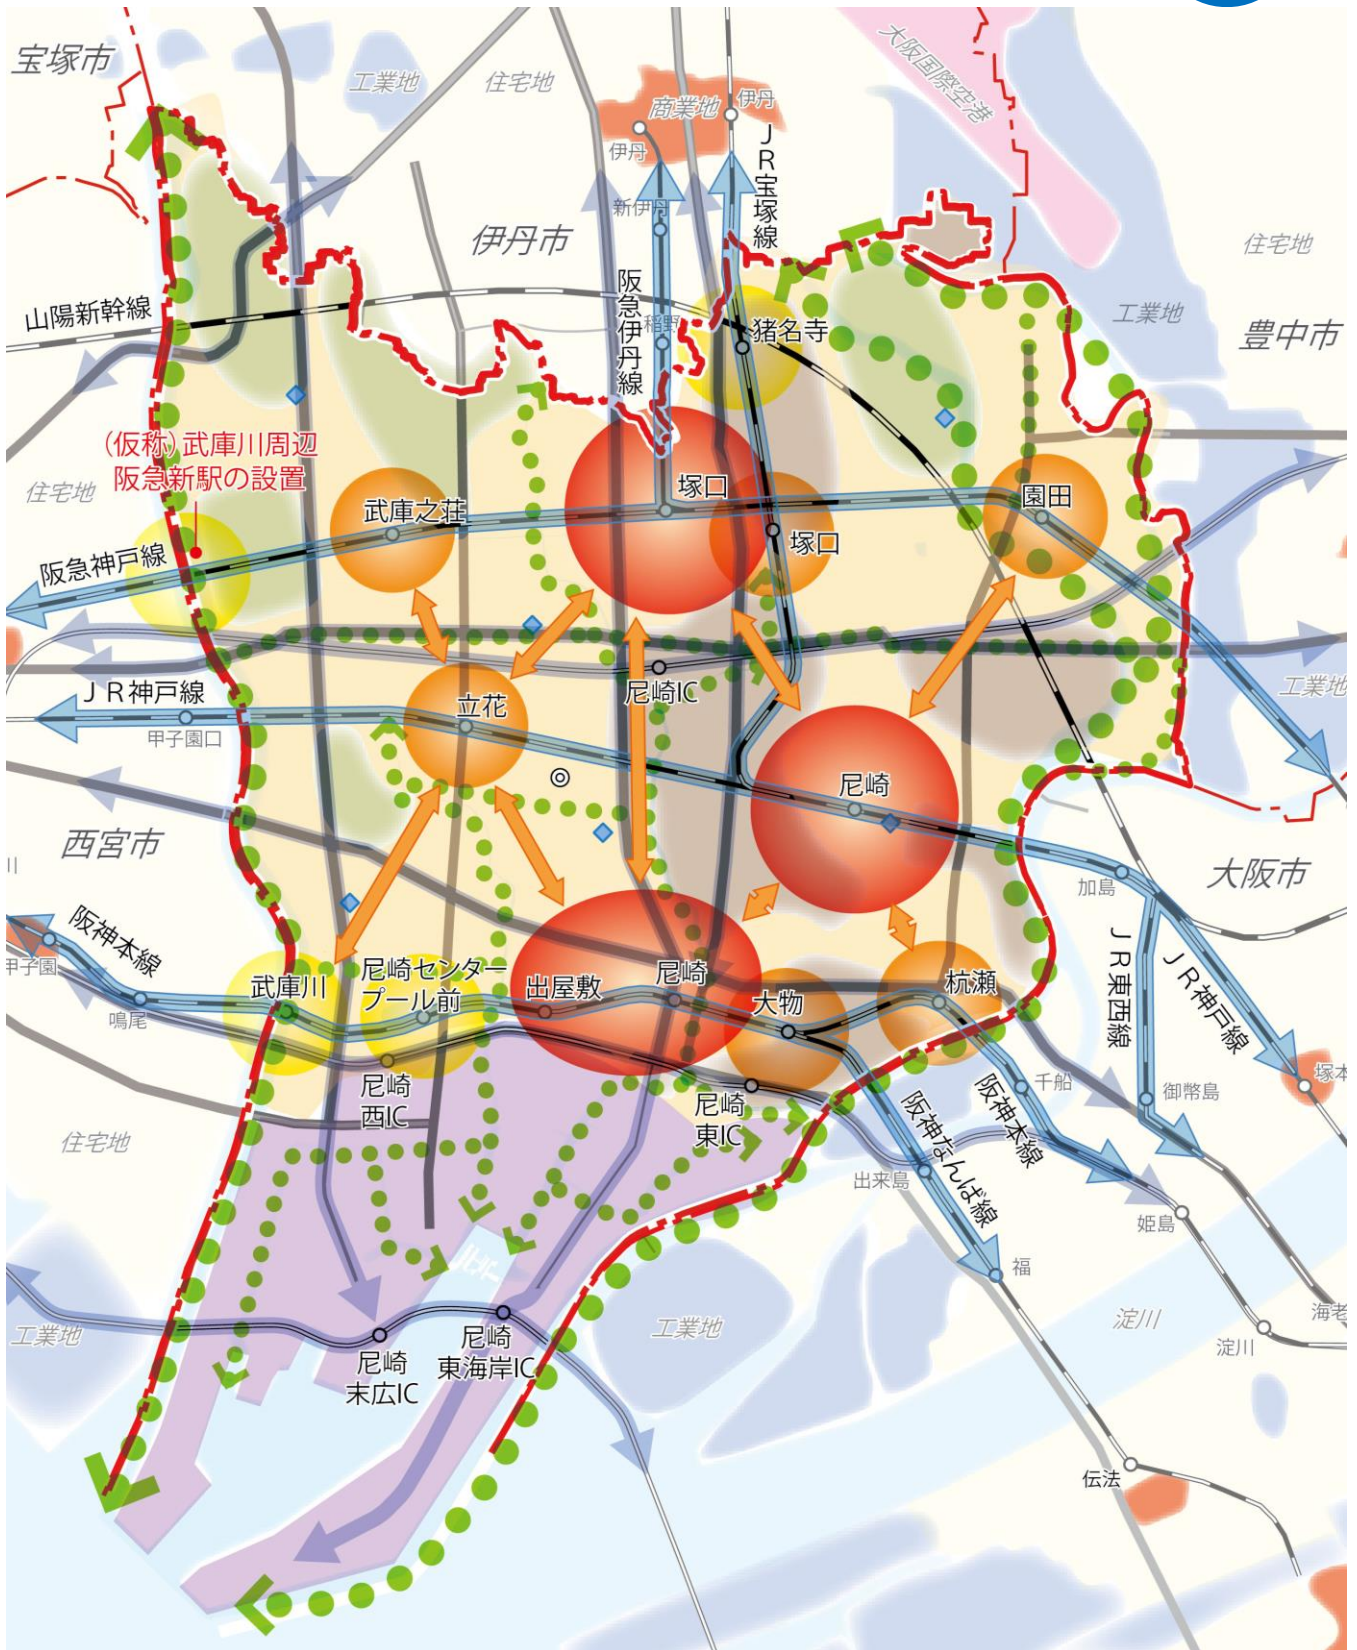 宝塚市
工業地
住宅地
商業地
伊丹
伊丹
大阪国際空港
JR宝塚線
新伊丹
伊丹市
住宅地
阪急伊丹線
山陽新幹線
稲野
猪名寺
工業地
豊中市
(仮称)武庫川周辺
阪急新駅の設置
住宅地
武庫之荘
塚口
塚口
園田
阪急神戸線
JR神戸線
尼崎IC
工業地
甲子園口
立花
尼崎
西宮市
川
加島
大阪市
阪神本線
甲子園
鳴尾
武庫川
尼崎センター
プール前
出屋敷
尼崎
大物
杭瀬
JR東西線
JR神戸線
尼崎
西IC
尼崎
東IC
千船
御幣島
塚本
住宅地
阪神なんば線
阪神本線
出来島
姫島
福
工業地
尼崎
末広IC
尼崎
東海岸IC
工業地
淀川
淀川
海老
伝法